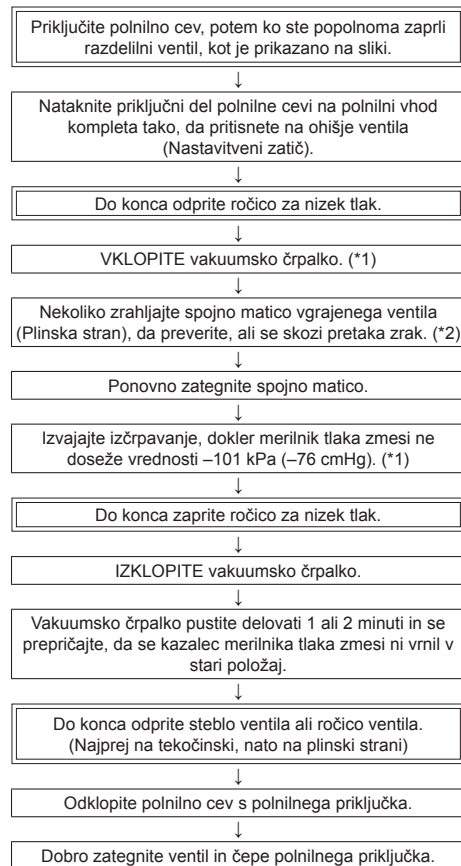 Priključite polnilno cev, potem ko ste popolnoma zaprli
razdelilni ventil, kot je prikazano na sliki.
↓
Nataknite priključni del polnilne cevi na polnilni vhod
kompleta tako, da pritisnete na ohišje ventila
(Nastavitveni zatič).
↓
Do konca odprite ročico za nizek tlak.
↓
VKLOPITE vakuumsko črpalko. (*1)
↓
Nekoliko zrahljajte spojno matico vgrajenega ventila
(Plinska stran), da preverite, ali se skozi pretaka zrak. (*2)
↓
Ponovno zategnite spojno matico.
↓
Izvajajte izčrpavanje, dokler merilnik tlaka zmesi ne
doseže vrednosti –101 kPa (–76 cmHg). (*1)
↓
Do konca zaprite ročico za nizek tlak.
↓
IZKLOPITE vakuumsko črpalko.
↓
Vakuumsko črpalko pustite delovati 1 ali 2 minuti in se
prepričajte, da se kazalec merilnika tlaka zmesi ni vrnil v
stari položaj.
↓
Do konca odprite steblo ventila ali ročico ventila.
(Najprej na tekočinski, nato na plinski strani)
↓
Odklopite polnilno cev s polnilnega priključka.
↓
Dobro zategnite ventil in čepe polnilnega priključka.